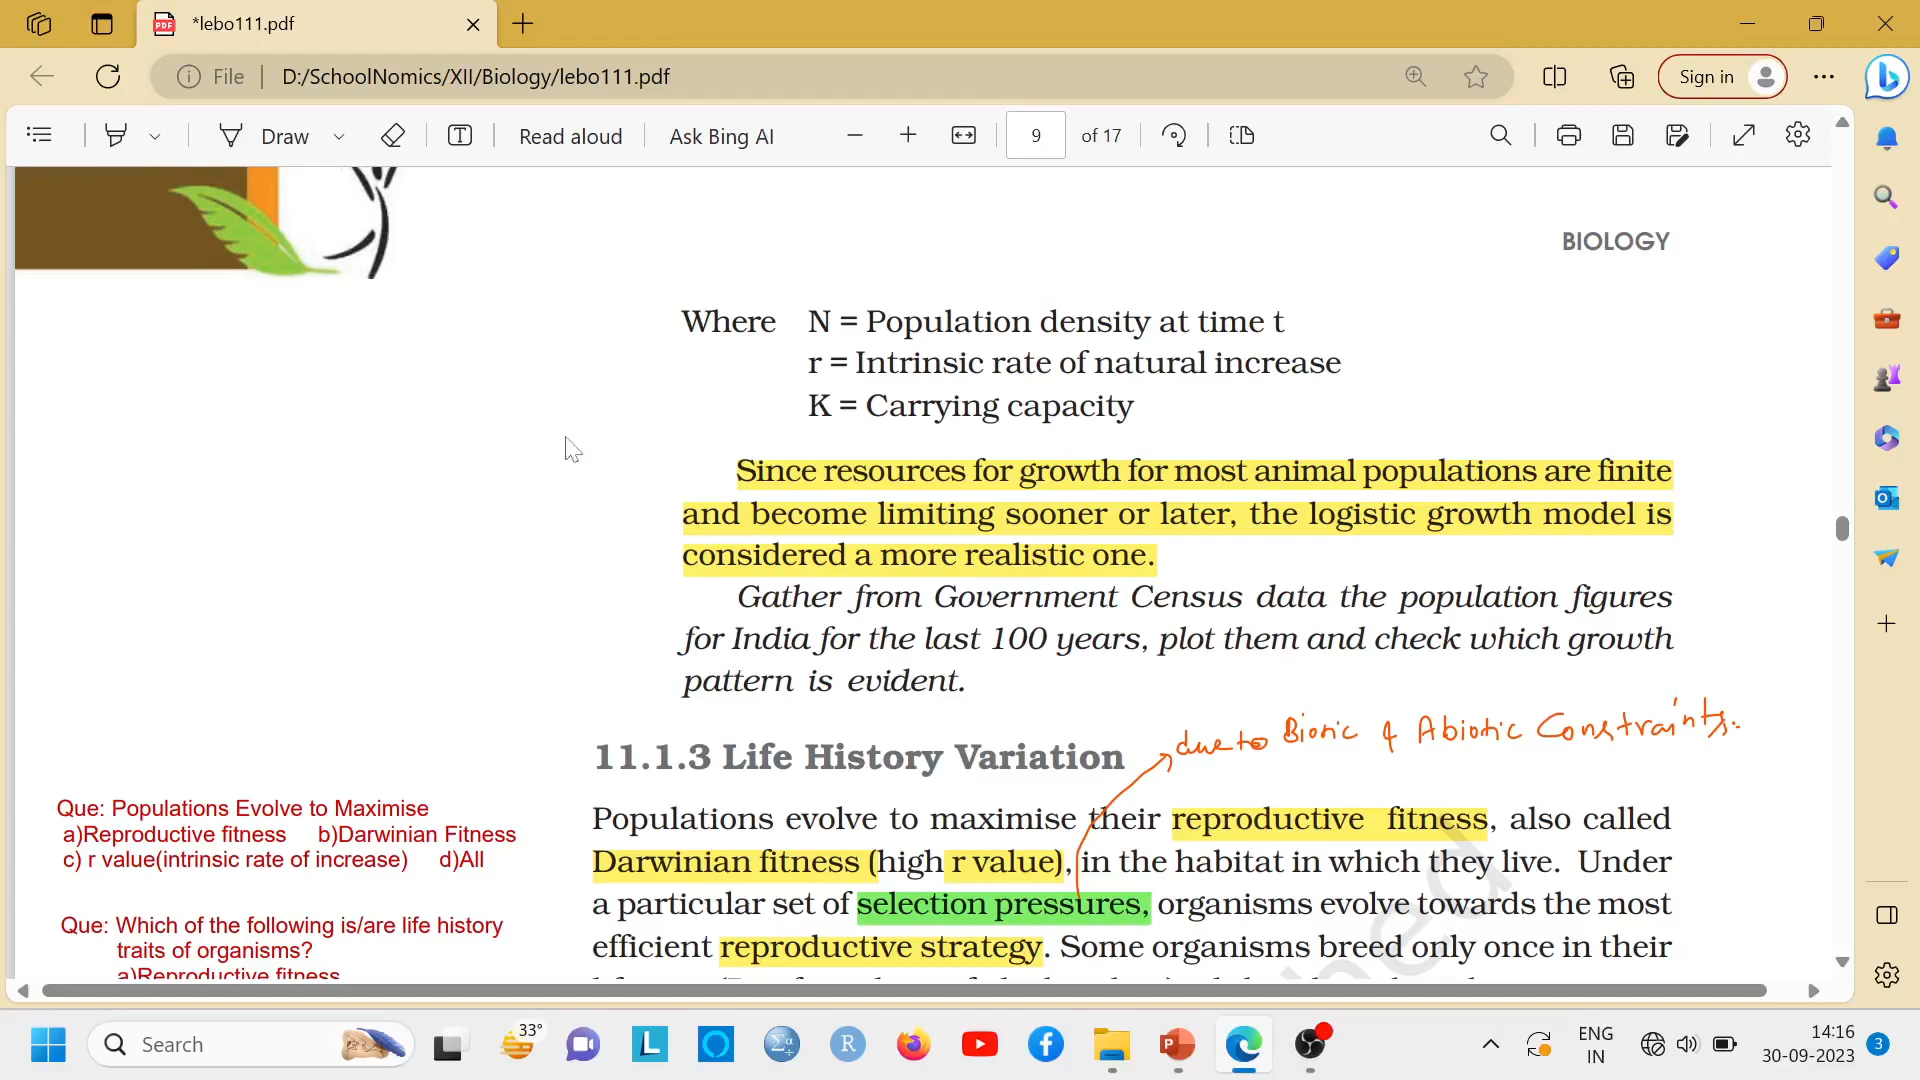 *lebo111.pdf
File
D:/SchoolNomics/XII/Biology/lebo111.pdf
Sign in
Draw
Read aloud
Ask Bing AI
9
of 17
BIOLOGY
Where N = Population density at time t
r = Intrinsic rate of natural increase
K = Carrying capacity
Since resources for growth for most animal populations are finite
and become limiting sooner or later, the logistic growth model is
considered a more realistic one.
Gather from Government Census data the population figures
for India for the last 100 years, plot them and check which growth
pattern is evident.
due to Biotic & Abiotic Constraints.
11.1.3 Life History Variation
Populations evolve to maximise their reproductive fitness, also called
Darwinian fitness (high r value), in the habitat in which they live. Under
a particular set of selection pressures, organisms evolve towards the most
efficient reproductive strategy. Some organisms breed only once in their
Que: Populations Evolve to Maximise
a)Reproductive fitness b)Darwinian Fitness
c) r value(intrinsic rate of increase) d)All
Que: Which of the following is/are life history
traits of organisms?
a)Reproductive fitness
Search
33°
ENG
IN
14:16
30-09-2023
3